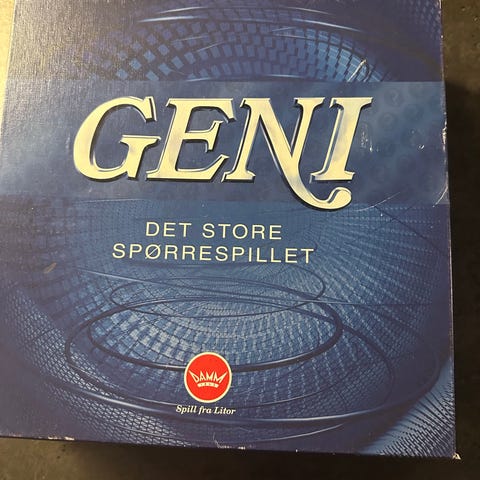 GENI
DET STORE
SPØRRESPILLET
DAMM
Spill fra Litor